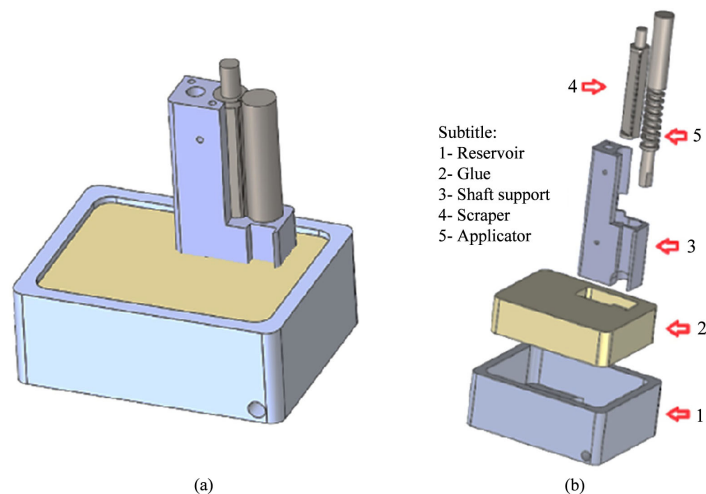 4
Subtitle:
1- Reservoir
2- Glue
3- Shaft support
4- Scraper
5- Applicator
5
3
2
1
(a)
(b)